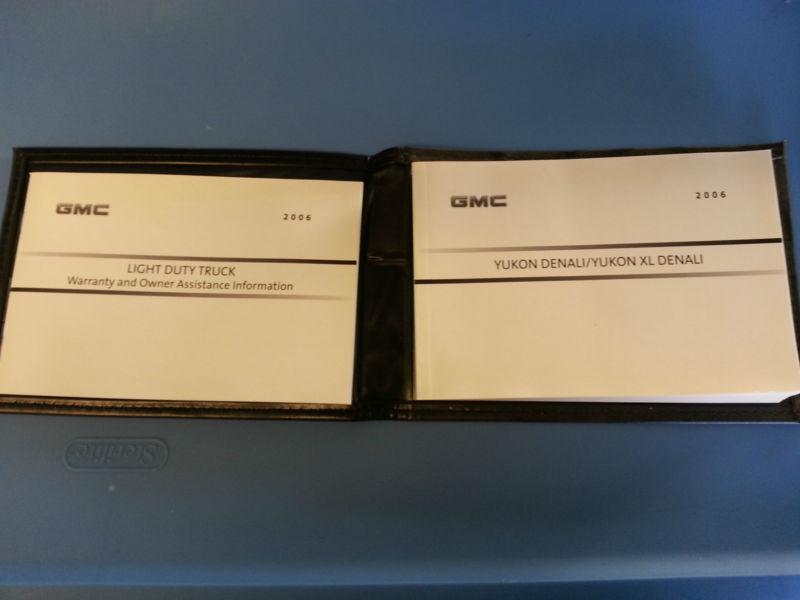 GMC
2006
LIGHT DUTY TRUCK
Warranty and Owner Assistance Information
GMC
2006
YUKON DENALI/YUKON XL DENALI
Sterilite